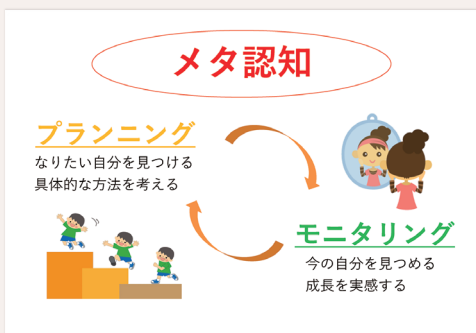 メタ認知
プランニング
なりたい自分を見つける
具体的な方法を考える
モニタリング
今の自分を見つめる
成長を実感する